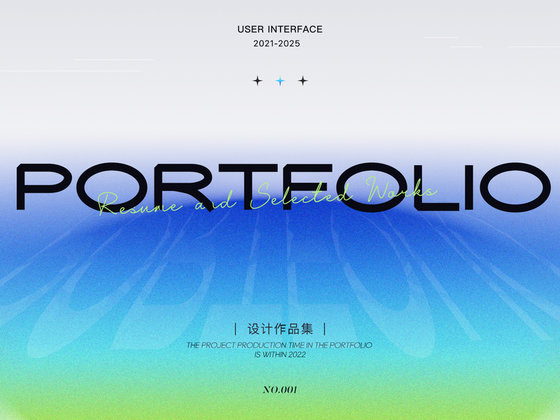 USER INTERFACE
2021-2025
PORTFOLIO
Resume and Selected Works
| 设计作品集 |
THE PROJECT PRODUCTION TIME IN THE PORTFOLIO
IS WITHIN 2022
NO.001